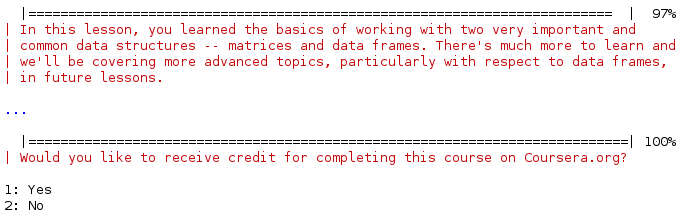 |=========================================================================  |  97%
| In this lesson, you learned the basics of working with two very important and
| common data structures -- matrices and data frames. There's much more to learn and
| we'll be covering more advanced topics, particularly with respect to data frames,
| in future lessons.
...
|===========================================================================| 100%
| Would you like to receive credit for completing this course on Coursera.org?
1: Yes
2: No